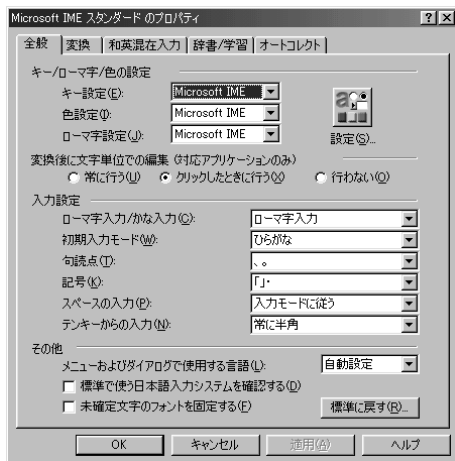 Microsoft IME スタンダード のプロパティ
全般 変換 和英混在入力 辞書/学習 オートコレクト
キー/ローマ字/色の設定
キー設定(E): Microsoft IME
色設定(I): Microsoft IME
ローマ字設定(J): Microsoft IME
設定(S)...
変換後に文字単位での編集 (対応アプリケーションのみ)
常に行う(U) クリックしたときに行う(X) 行わない(O)
入力設定
ローマ字入力/かな入力(C): ローマ字入力
初期入力モード(W): ひらがな
句読点(T): 、。
記号(K): 「」・
スペースの入力(P): 入力モードに従う
テンキーからの入力(N): 常に半角
その他
メニューおよびダイアログで使用する言語(L): 自動設定
標準で使う日本語入力システムを確認する(D)
未確定文字のフォントを固定する(F) 標準に戻す(R)...
OK キャンセル 適用(A) ヘルプ